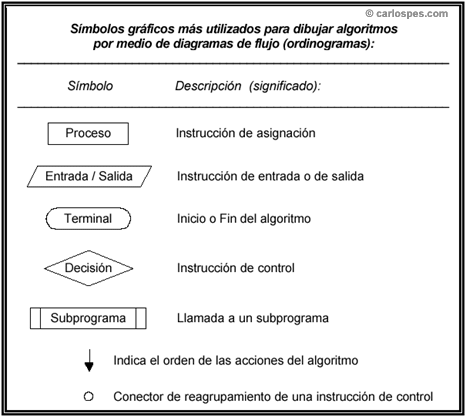 © carlospes.com
Símbolos gráficos más utilizados para dibujar algoritmos
por medio de diagramas de flujo (ordinogramas):
Símbolo Descripción (significado):
Proceso Instrucción de asignación
Entrada / Salida Instrucción de entrada o de salida
Terminal Inicio o Fin del algoritmo
Decisión Instrucción de control
Subprograma Llamada a un subprograma
Indica el orden de las acciones del algoritmo
Conector de reagrupamiento de una instrucción de control